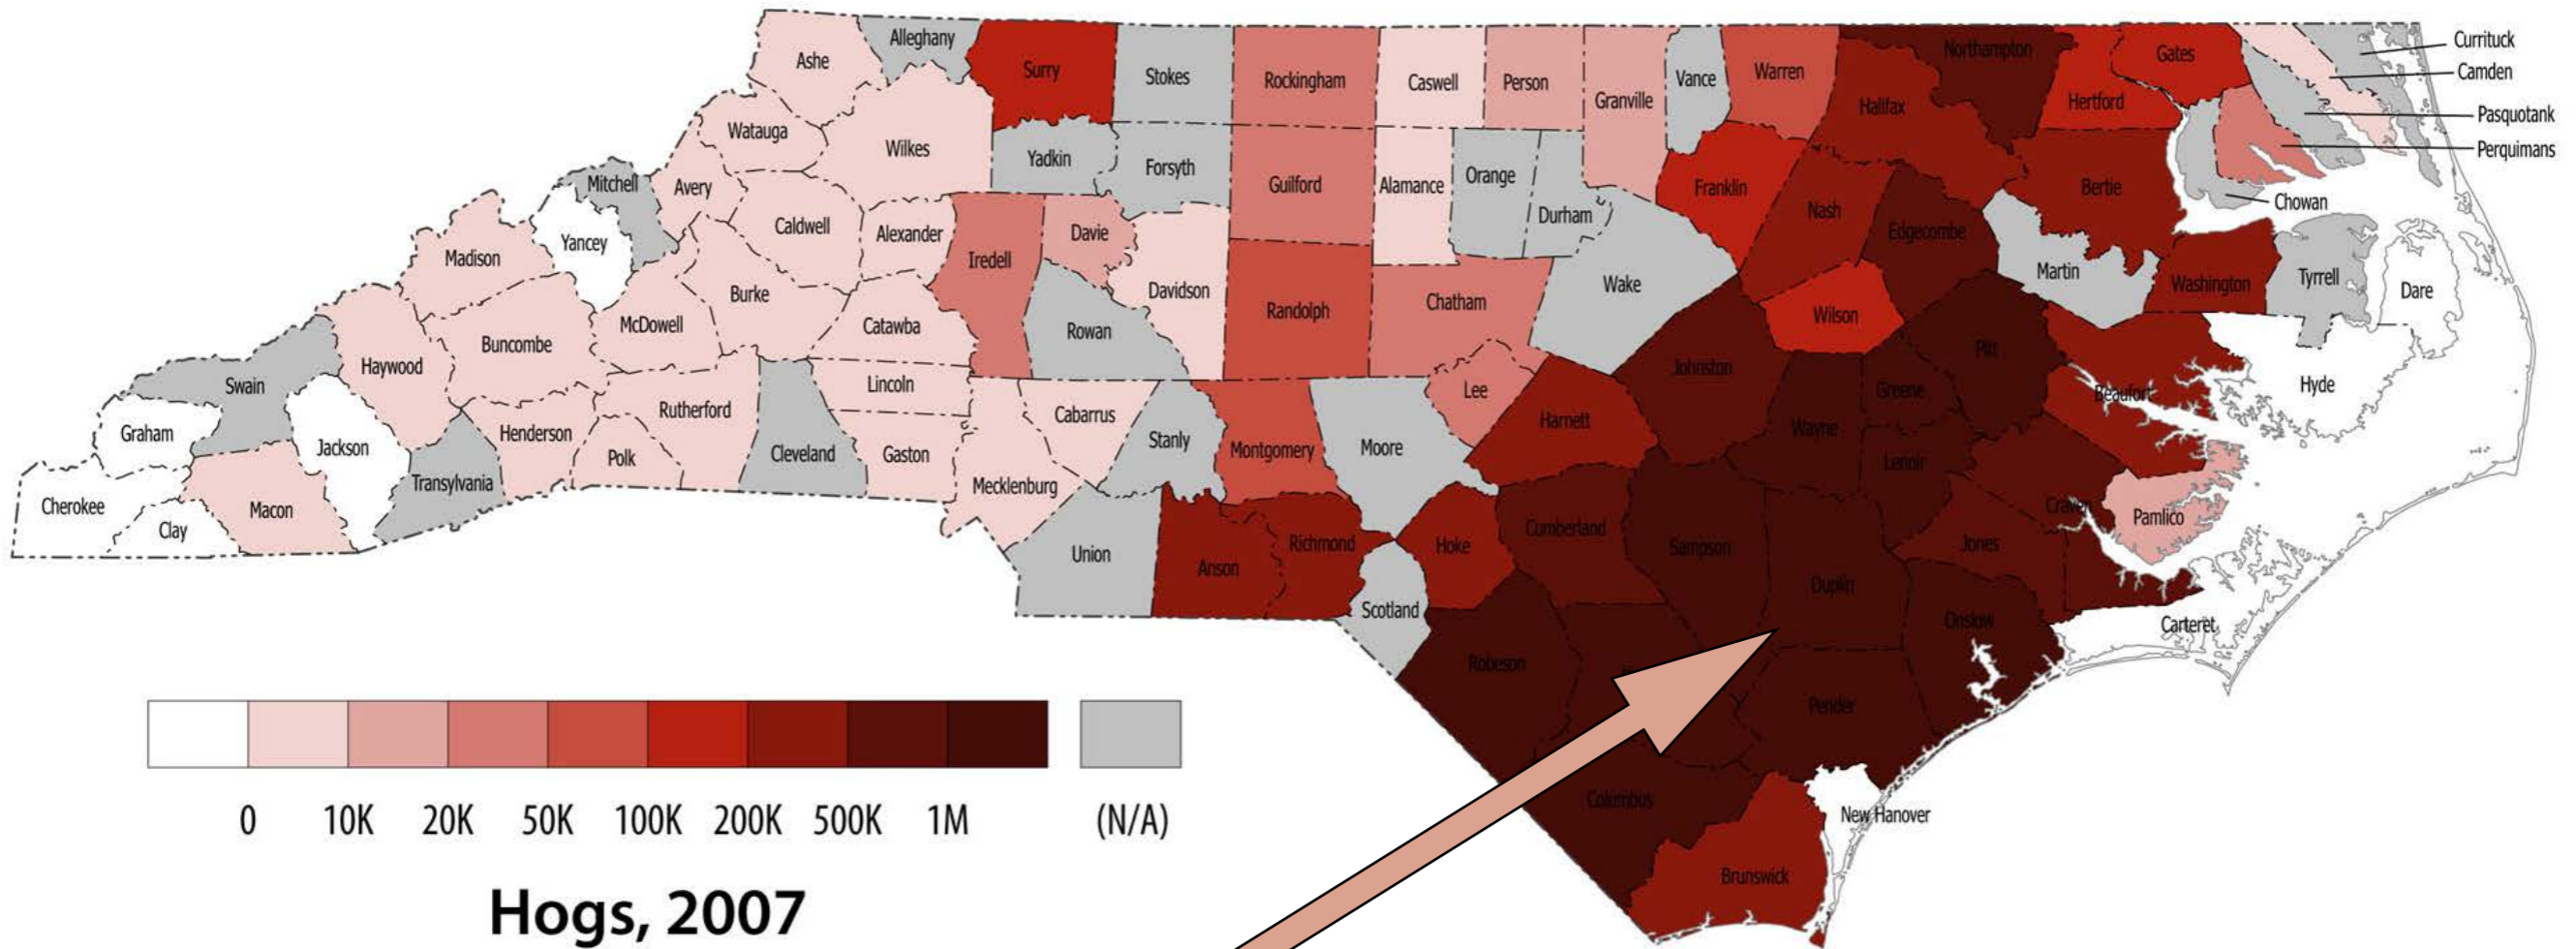 Ashe
Alleghany
Surry
Stokes
Rockingham
Caswell
Person
Granville
Vance
Warren
Halifax
Northampton
Hertford
Gates
Currituck
Camden
Pasquotank
Perquimans
Chowan
Watauga
Wilkes
Yadkin
Forsyth
Guilford
Alamance
Orange
Durham
Franklin
Nash
Edgecombe
Bertie
Mitchell
Avery
Caldwell
Alexander
Iredell
Davie
Davidson
Randolph
Chatham
Wake
Wilson
Martin
Washington
Tyrrell
Dare
Madison
Yancey
Buncombe
McDowell
Burke
Catawba
Rowan
Lee
Johnston
Greene
Pitt
Beaufort
Hyde
Swain
Haywood
Graham
Jackson
Henderson
Rutherford
Polk
Cleveland
Lincoln
Gaston
Cabarrus
Stanly
Montgomery
Moore
Harnett
Wayne
Lenoir
Craven
Pamlico
Cherokee
Clay
Macon
Transylvania
Mecklenburg
Union
Anson
Richmond
Hoke
Scotland
Cumberland
Sampson
Duplin
Jones
Onslow
Carteret
Robeson
Pender
Columbus
New Hanover
Brunswick
0 10K 20K 50K 100K 200K 500K 1M (N/A)
Hogs, 2007